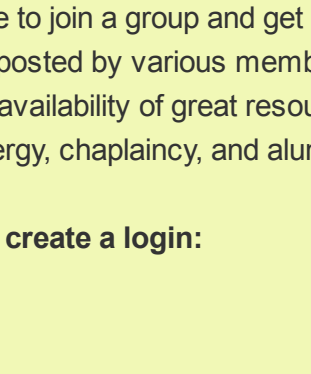 e to join a group and get
posted by various memb
availability of great resou
ergy, chaplaincy, and alur
create a login: